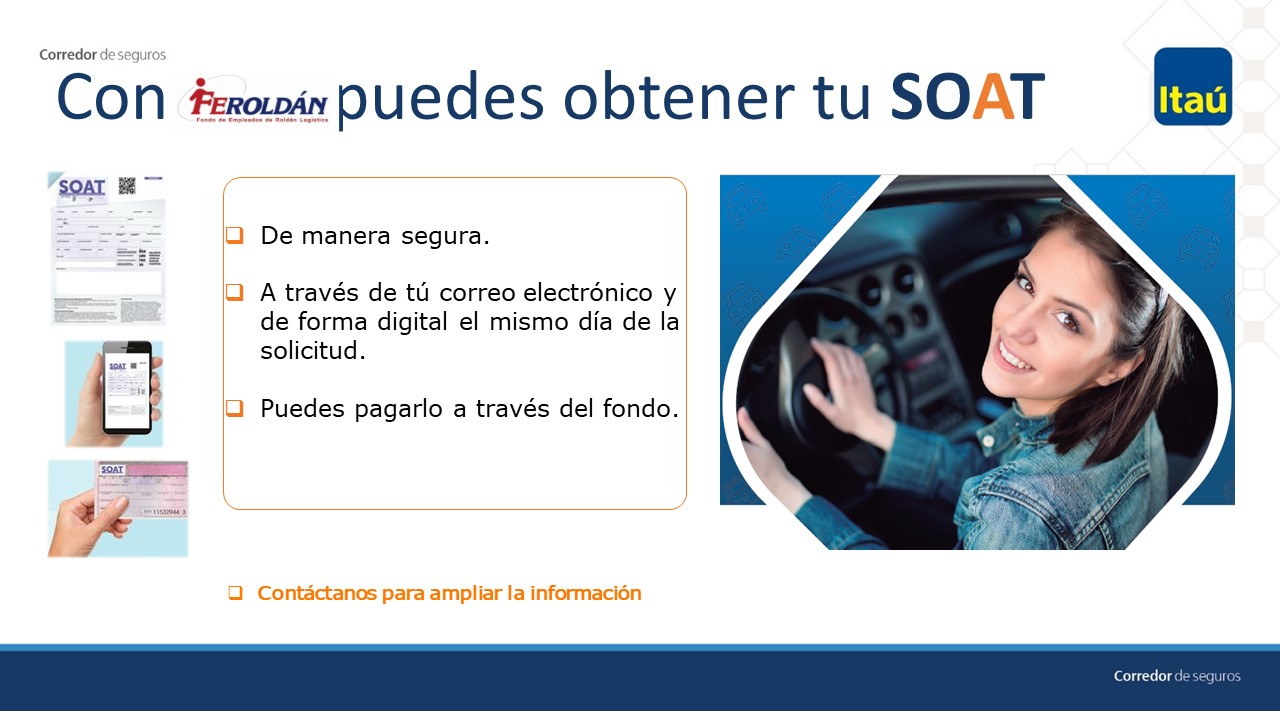 Corredor de seguros
Con FEROLDÁN puedes obtener tu SOAT
Fondo de Empleados de Roldán Logística
Itaú
SOAT
De manera segura.
A través de tú correo electrónico y
de forma digital el mismo día de la
solicitud.
Puedes pagarlo a través del fondo.
SOAT
SOAT
11532944 3
Contáctanos para ampliar la información
Corredor de seguros